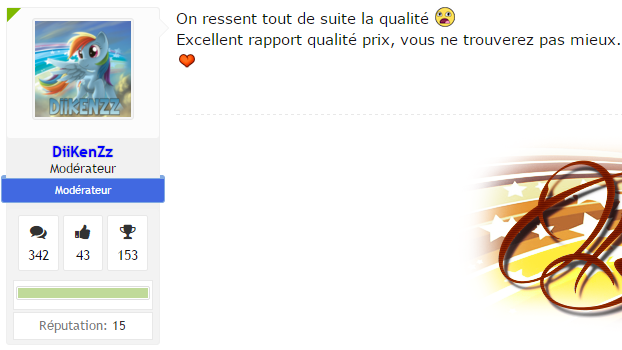 On ressent tout de suite la qualité
Excellent rapport qualité prix, vous ne trouverez pas mieux.
DIIKENZZ
DiiKenZz
Modérateur
Modérateur
342 43 153
Réputation: 15